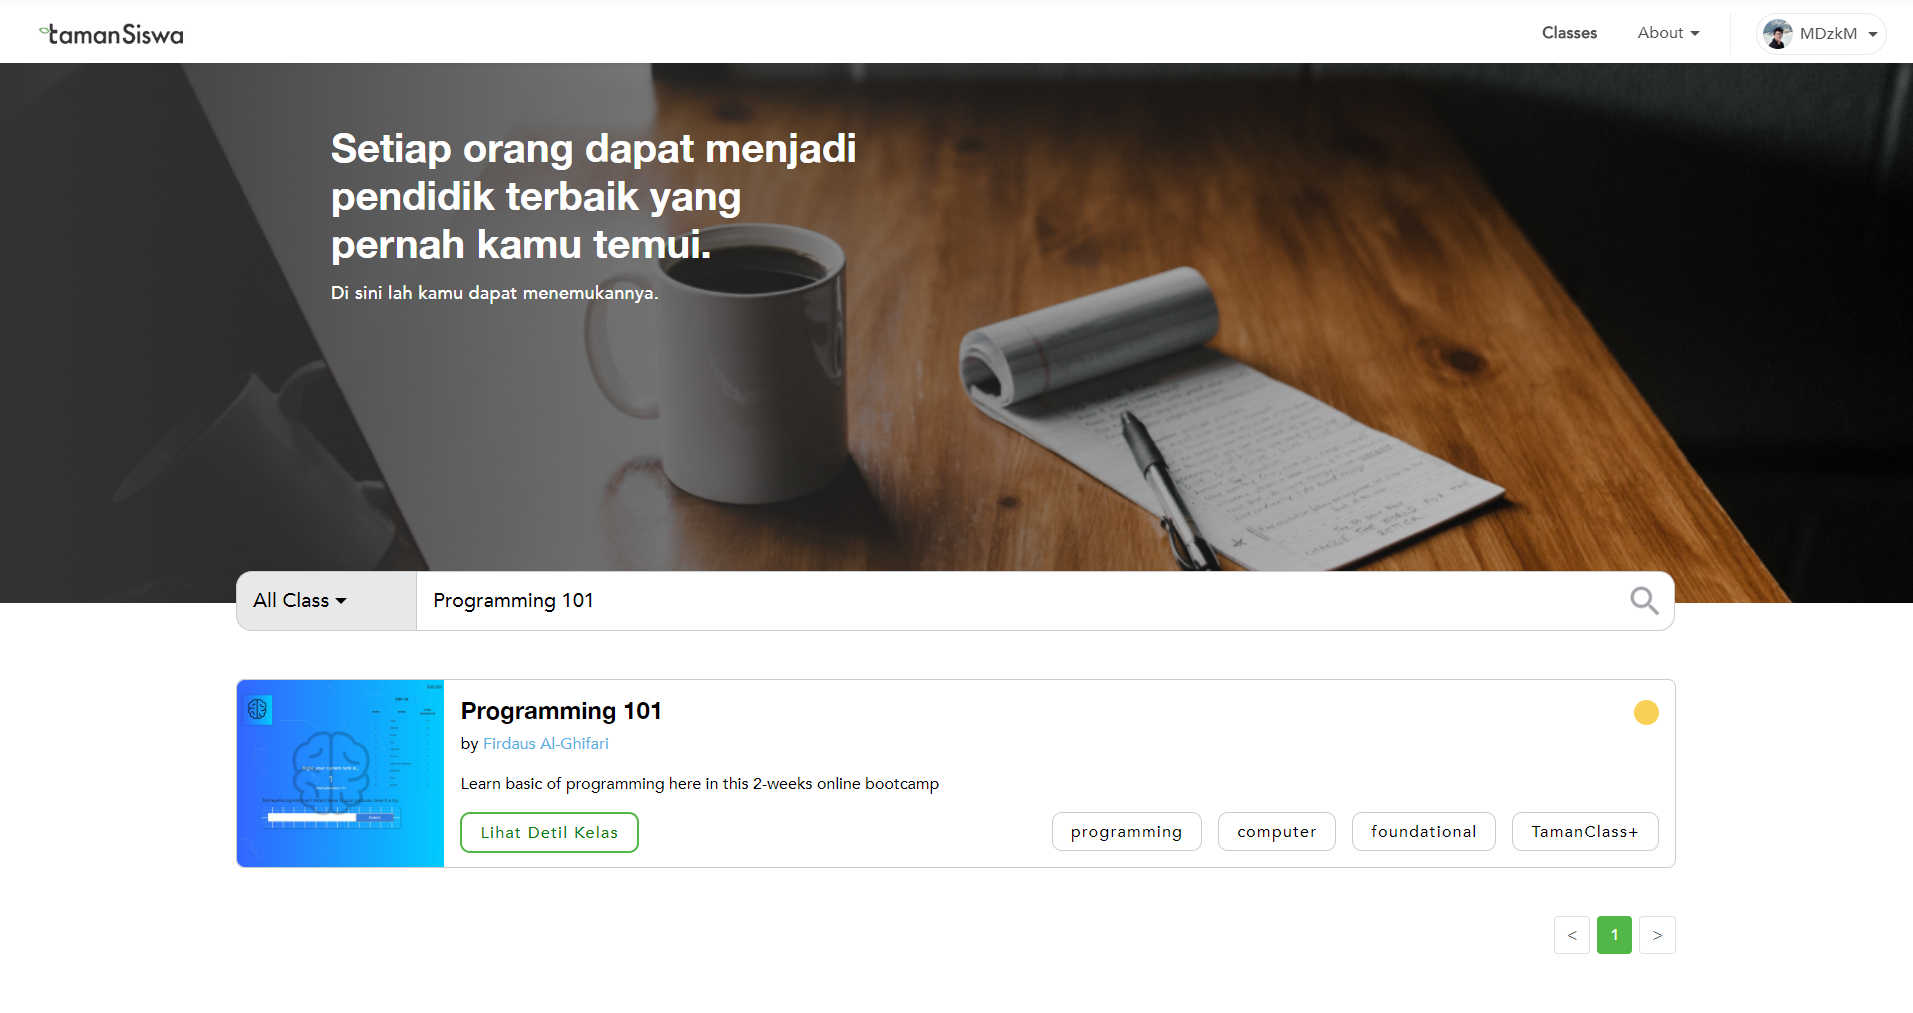 tamanSiswa
Classes
About
MDzkM
Setiap orang dapat menjadi
pendidik terbaik yang
pernah kamu temui.
Di sini lah kamu dapat menemukannya.
All Class
Programming 101
Programming 101
by Firdaus Al-Ghifari
Learn basic of programming here in this 2-weeks online bootcamp
Lihat Detil Kelas
programming
computer
foundational
TamanClass+
<
1
>